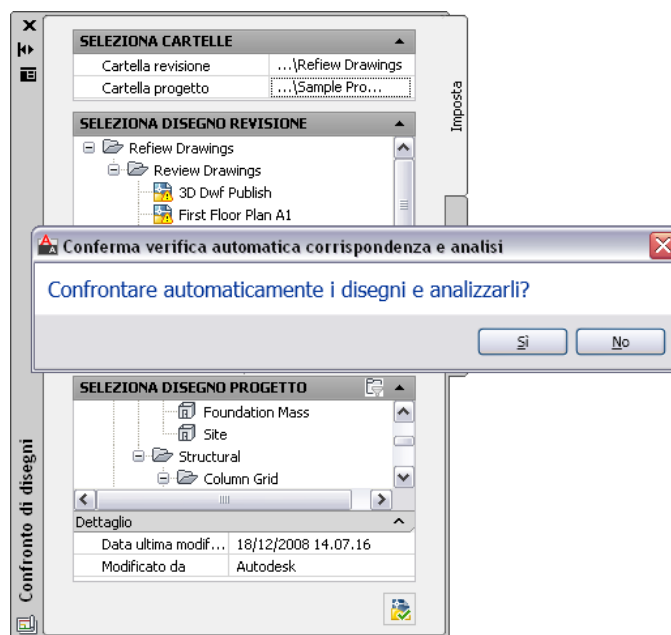 SELEZIONA CARTELLE
Cartella revisione ...\Refiew Drawings
Cartella progetto ...\Sample Pro...
Imposta
SELEZIONA DISEGNO REVISIONE
Refiew Drawings
Review Drawings
3D Dwf Publish
First Floor Plan A1
Conferma verifica automatica corrispondenza e analisi
Confrontare automaticamente i disegni e analizzarli?
Sì
No
SELEZIONA DISEGNO PROGETTO
Foundation Mass
Site
Structural
Column Grid
Dettaglio
Data ultima modif... 18/12/2008 14.07.16
Modificato da Autodesk
Confronto di disegni